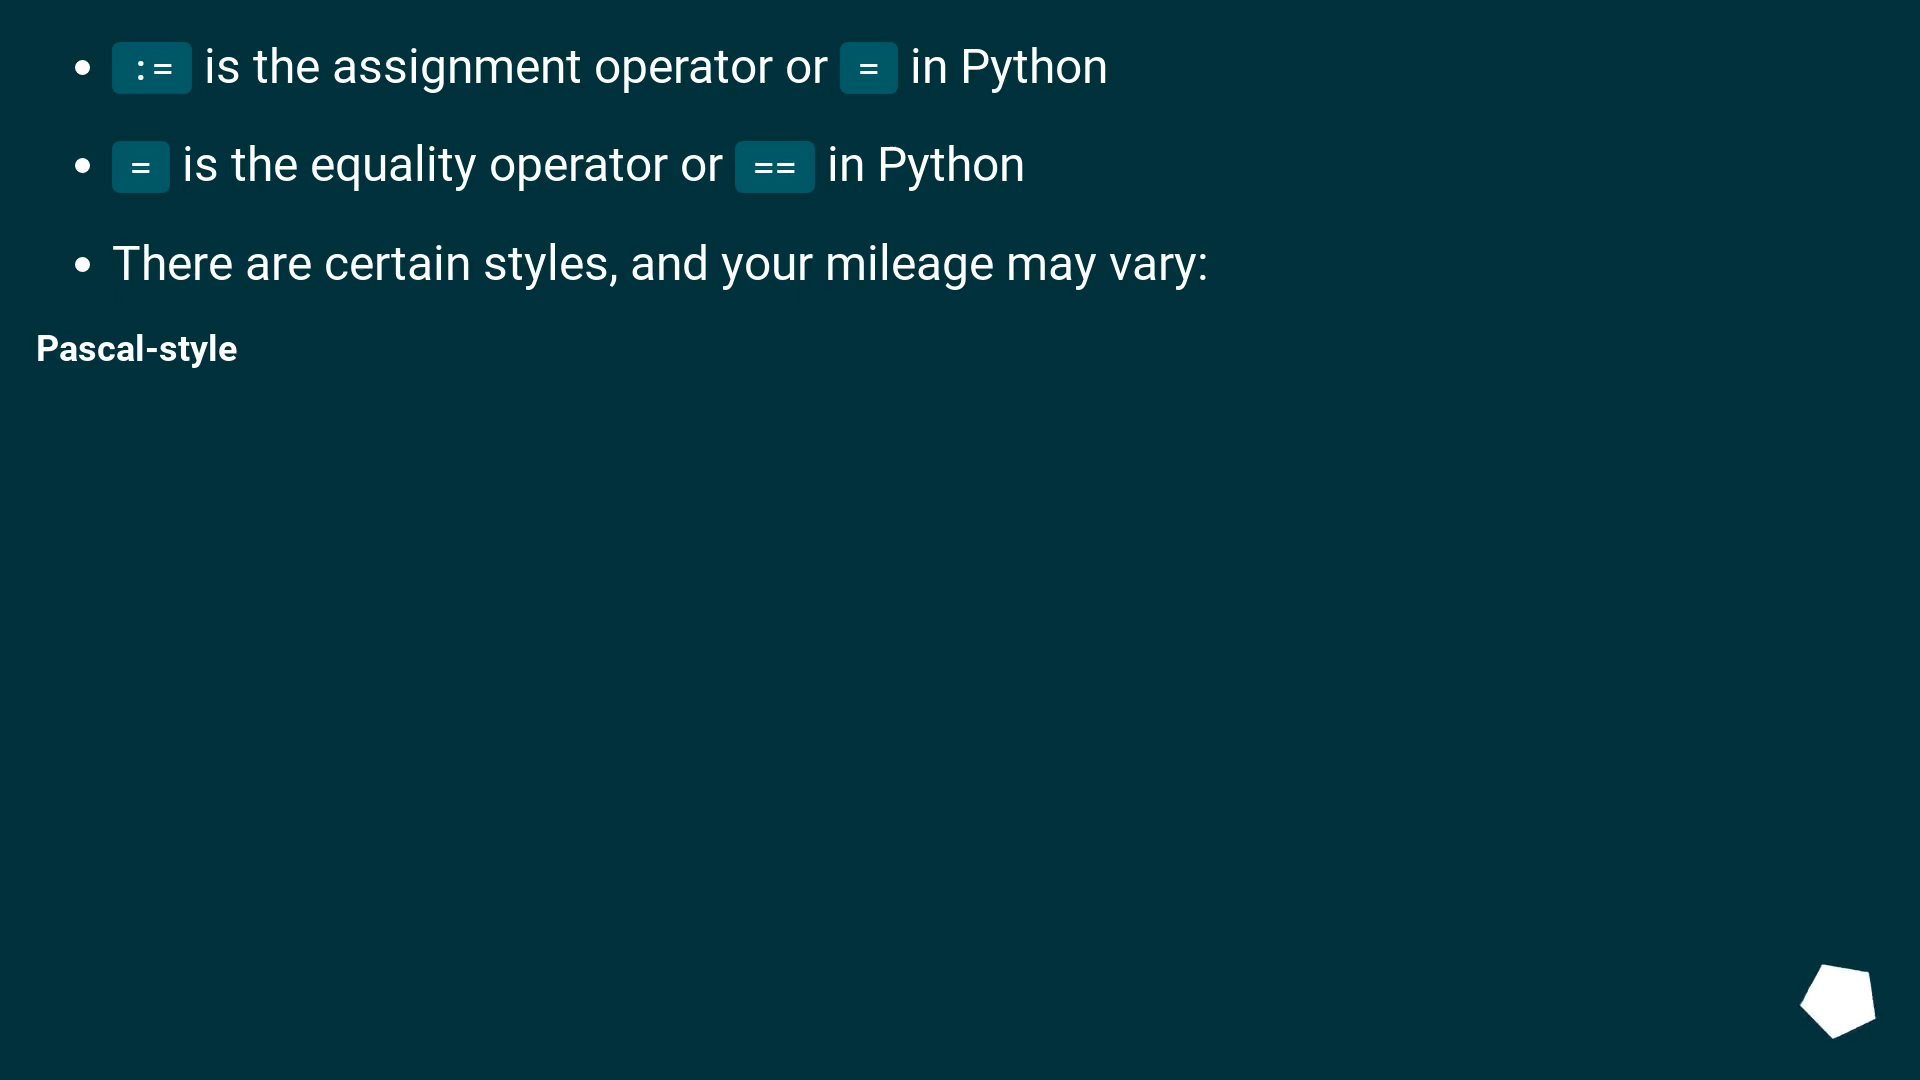 • := is the assignment operator or = in Python
• = is the equality operator or == in Python
• There are certain styles, and your mileage may vary:
Pascal-style